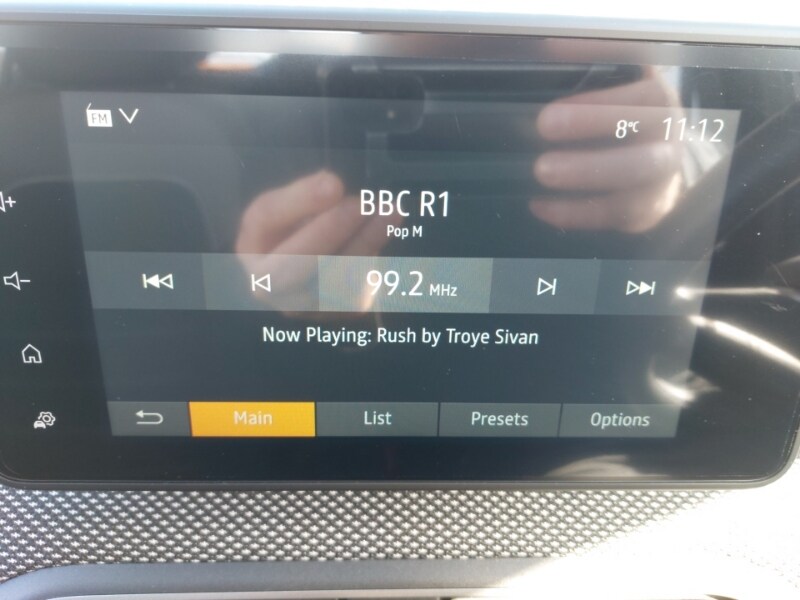 FM
8°C 11:12
BBC R1
Pop M
99.2 MHz
Now Playing: Rush by Troye Sivan
Main List Presets Options